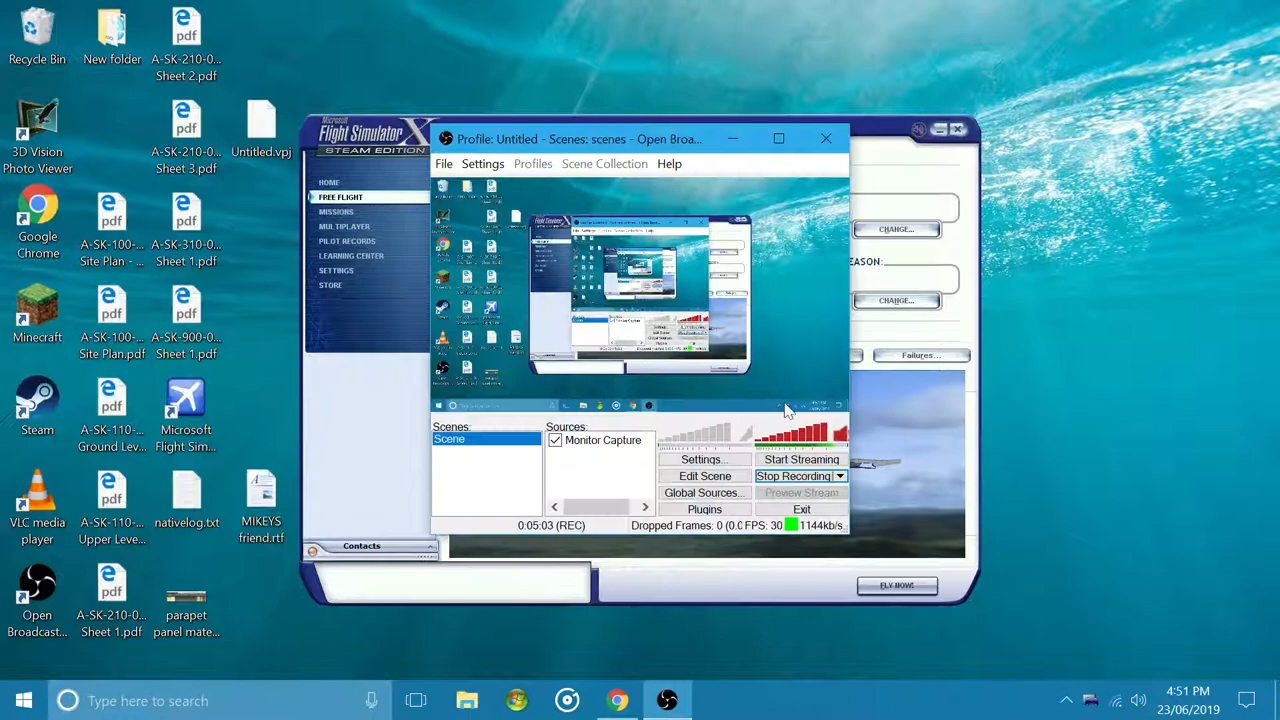 Recycle Bin
New folder
A-SK-210-0...
Sheet 2.pdf
3D Vision
Photo Viewer
A-SK-210-0...
Sheet 3.pdf
Untitled.vpj
Google
Chrome
A-SK-100-...
Site Plan - ...
A-SK-310-0...
Sheet 1.pdf
Minecraft
A-SK-100-...
Site Plan.pdf
A-SK-900-0...
Sheet 1.pdf
Steam
A-SK-110-...
Ground Lev...
Microsoft
Flight Sim...
VLC media
player
A-SK-110-...
Upper Leve...
nativelog.txt
MIKEYS
friend.rtf
Open
Broadcast...
A-SK-210-0...
Sheet 1.pdf
parapet
panel mate...
Microsoft
Flight Simulator X
STEAM EDITION
HOME
FREE FLIGHT
MISSIONS
MULTIPLAYER
PILOT RECORDS
LEARNING CENTER
SETTINGS
STORE
Contacts
CHANGE...
EASON:
CHANGE...
Failures...
FLY NOW!
Profile: Untitled - Scenes: scenes - Open Broa...
File Settings Profiles Scene Collection Help
Scenes:
Scene
Sources:
Monitor Capture
Settings...
Start Streaming
Edit Scene
Stop Recording
Global Sources...
Preview Stream
Plugins
Exit
0:05:03 (REC)
Dropped Frames: 0 (0.0
FPS: 30
1144kb/s
Type here to search
4:51 PM
23/06/2019